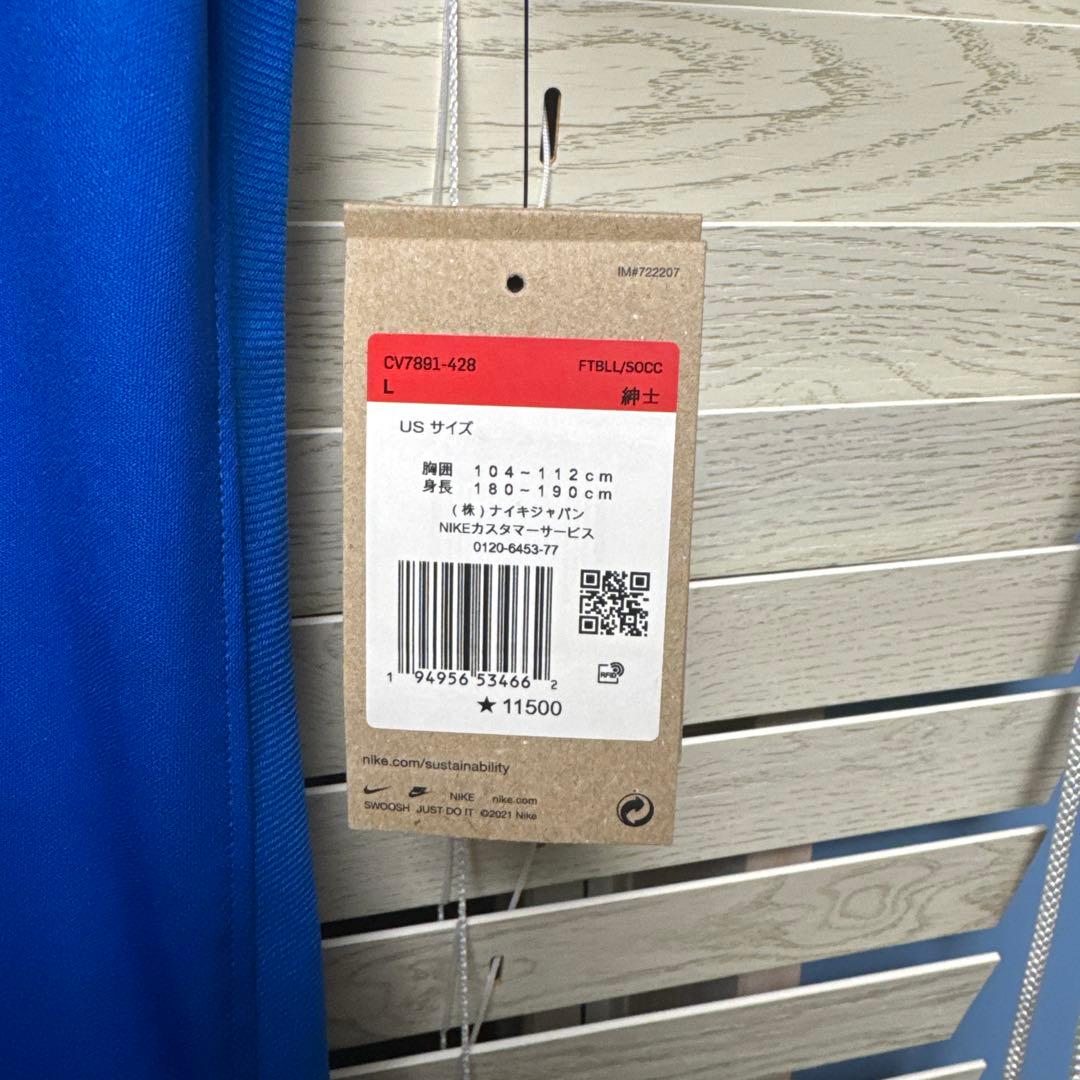 IM#722207
CV7891-428 FTBLL/SOCC
L 紳士
US サイズ
胸囲 104~112cm
身長 180~190cm
(株)ナイキジャパン
NIKEカスタマーサービス
0120-6453-77
RFID
1 94956 53466 2
★11500
nike.com/sustainability
NIKE nike.com
SWOOSH JUST DO IT ©2021 Nike